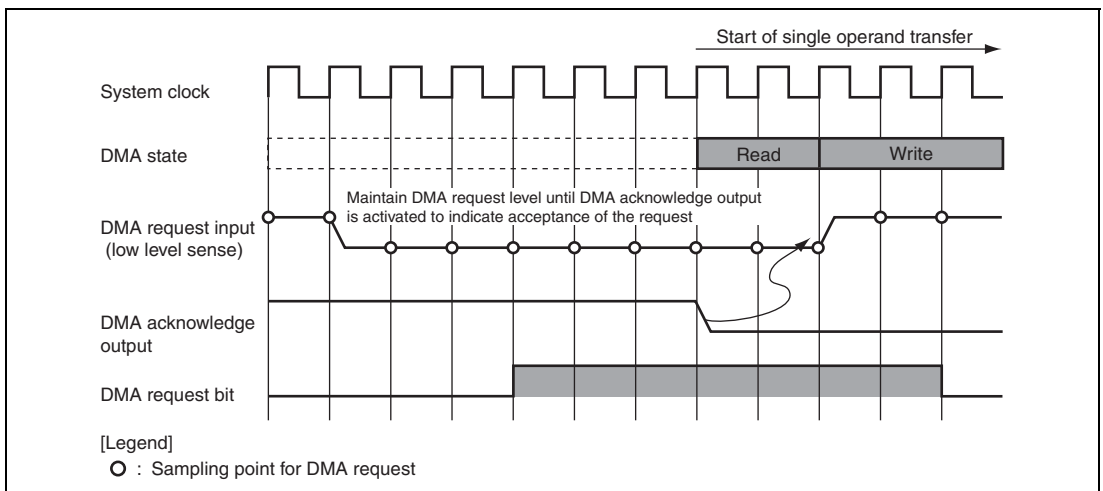 Start of single operand transfer
System clock
DMA state
Read
Write
Maintain DMA request level until DMA acknowledge output
is activated to indicate acceptance of the request
DMA request input
(low level sense)
DMA acknowledge
output
DMA request bit
[Legend]
: Sampling point for DMA request